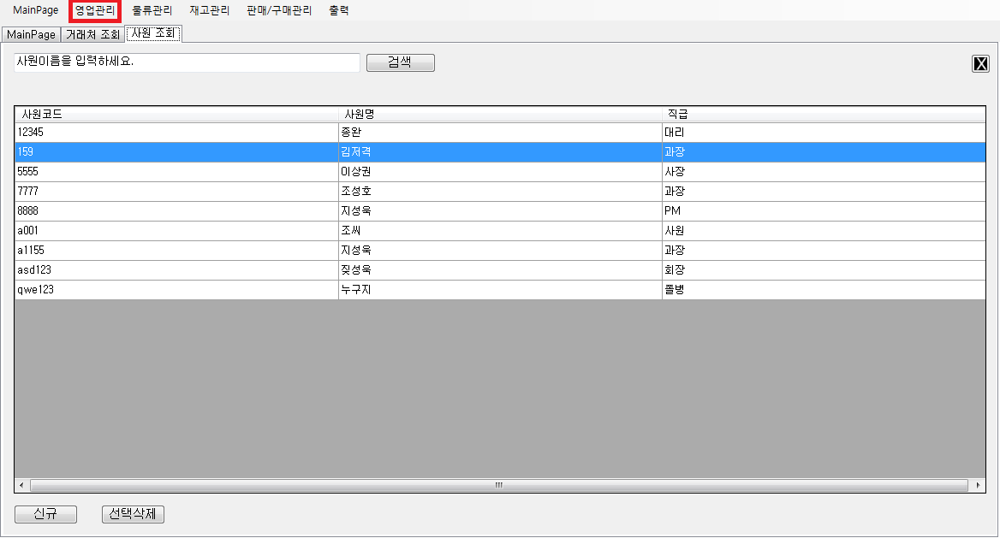 MainPage 영업관리 물류관리 재고관리 판매/구매관리 출력
MainPage 거래처 조회 사원 조회
사원이름을 입력하세요. 검색 X
사원코드 사원명 직급
12345 종완 대리
159 김저격 과장
5555 이상권 사장
7777 조성호 과장
8888 지성욱 PM
a001 조씨 사원
a1155 지성욱 과장
asd123 짖성욱 회장
qwe123 누구지 쫄병
신규 선택삭제